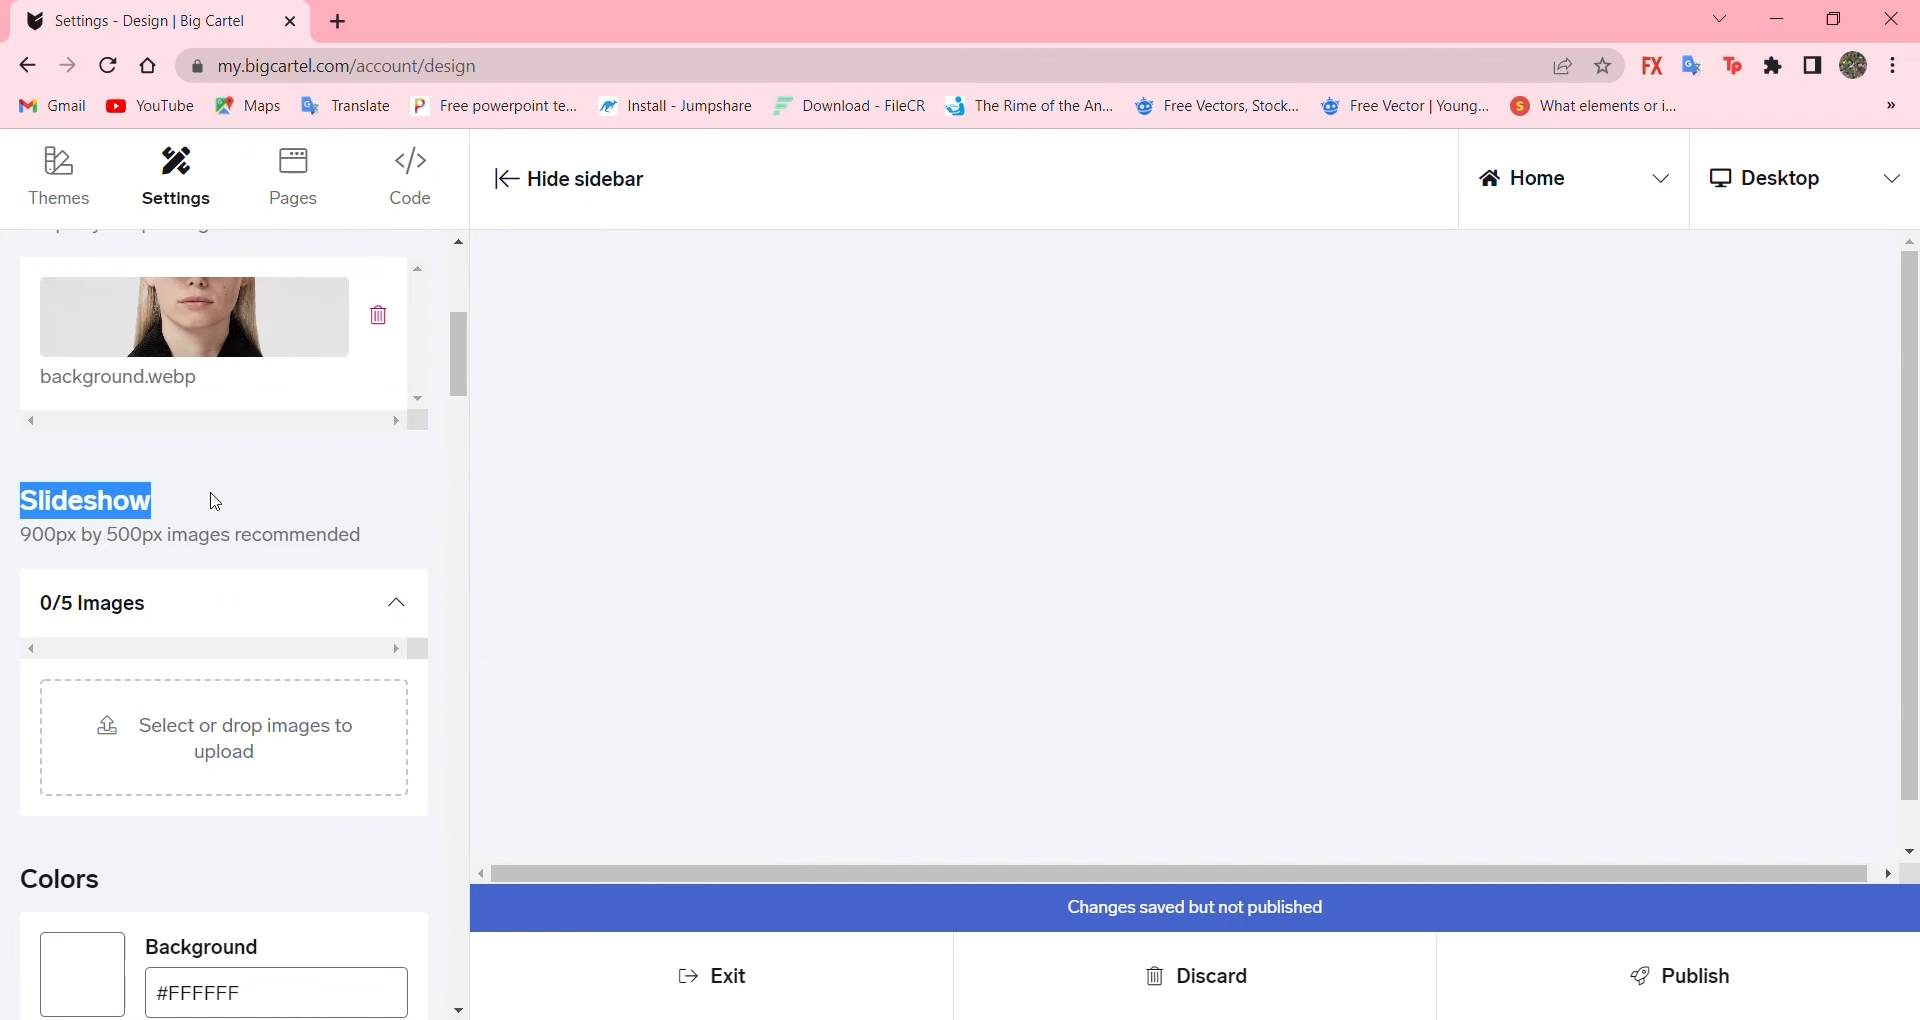 Settings - Design | Big Cartel
my.bigcartel.com/account/design
FX
Tp
Gmail
YouTube
Maps
Translate
Free powerpoint te...
Install - Jumpshare
Download - FileCR
The Rime of the An...
Free Vectors, Stock...
Free Vector | Young...
What elements or i...
»
Themes
Settings
Pages
Code
Hide sidebar
Home
Desktop
background.webp
Slideshow
900px by 500px images recommended
0/5 Images
Select or drop images to
upload
Colors
Background
#FFFFFF
Changes saved but not published
Exit
Discard
Publish